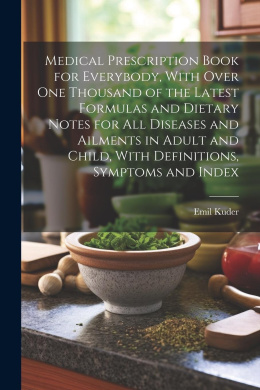 Medical Prescription Book
for Everybody, With Over
One Thousand of the Latest
Formulas and Dietary
Notes for All Diseases and
Ailments in Adult and
Child, With Definitions,
Symptoms and Index
Emil Kuder